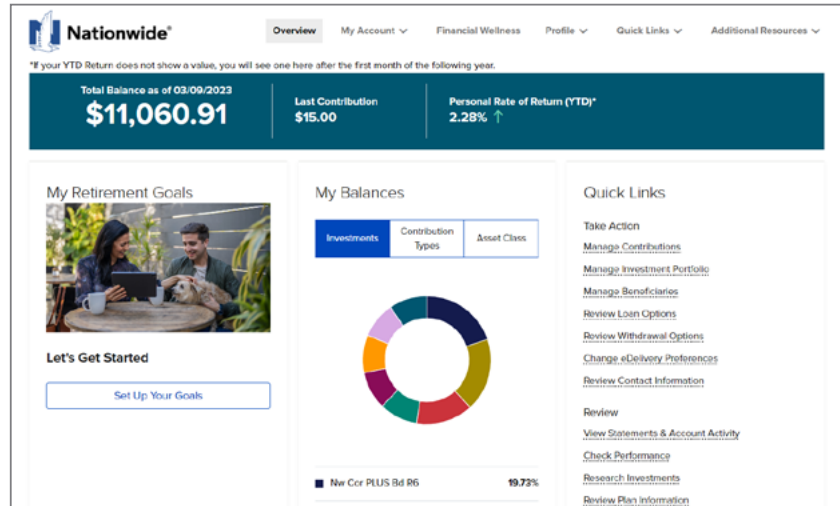 Nationwide®
Overview My Account Financial Wellness Profile Quick Links Additional Resources
*If your YTD Return does not show a value, you will see one here after the first month of the following year.
Total Balance as of 03/09/2023
$11,060.91
Last Contribution
$15.00
Personal Rate of Return (YTD)*
2.28% ↑
My Retirement Goals
Let's Get Started
Set Up Your Goals
My Balances
Investments
Contribution
Types
Asset Class
Nw Cor PLUS Bd R6 19.73%
Quick Links
Take Action
Manage Contributions
Manage Investment Portfolio
Manage Beneficiaries
Review Loan Options
Review Withdrawal Options
Change eDelivery Preferences
Review Contact Information
Review
View Statements & Account Activity
Check Performance
Research Investments
Review Plan Information